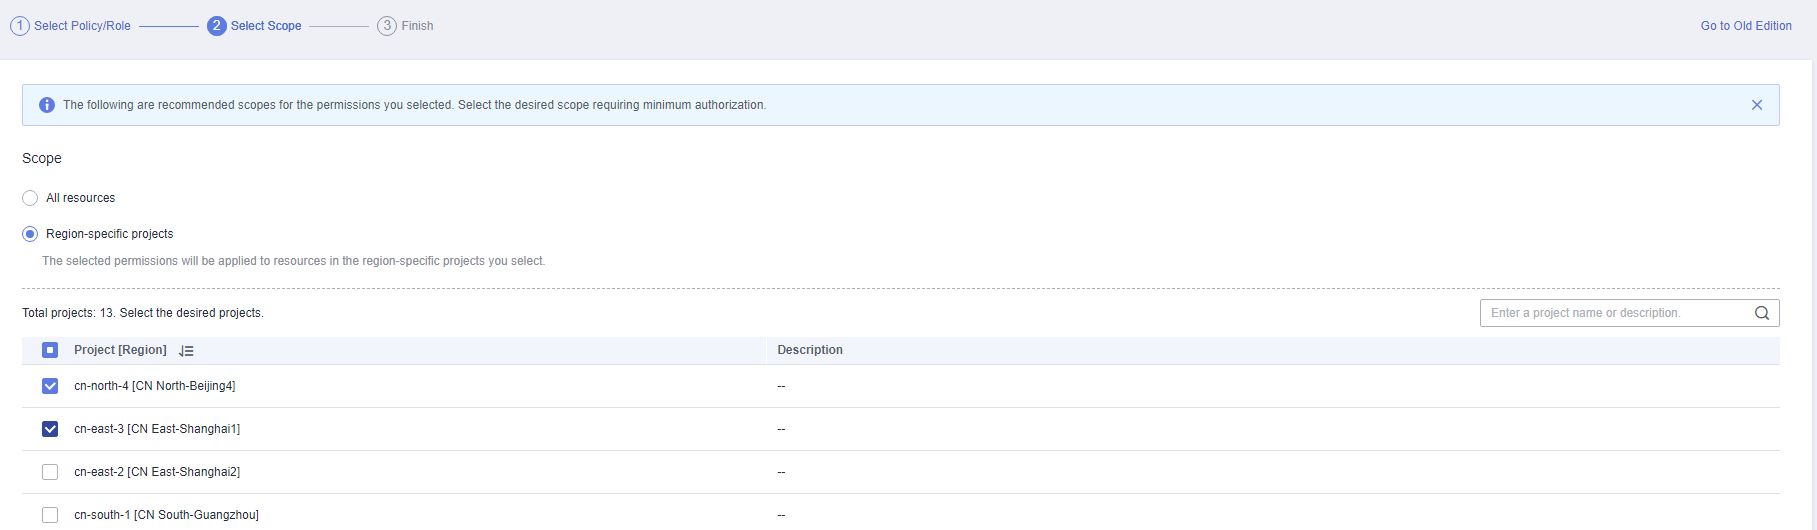 1 Select Policy/Role 2 Select Scope 3 Finish Go to Old Edition
The following are recommended scopes for the permissions you selected. Select the desired scope requiring minimum authorization.
Scope
All resources
Region-specific projects
The selected permissions will be applied to resources in the region-specific projects you select.
Total projects: 13. Select the desired projects. Enter a project name or description.
Project [Region] Description
cn-north-4 [CN North-Beijing4] --
cn-east-3 [CN East-Shanghai1] --
cn-east-2 [CN East-Shanghai2] --
cn-south-1 [CN South-Guangzhou] --